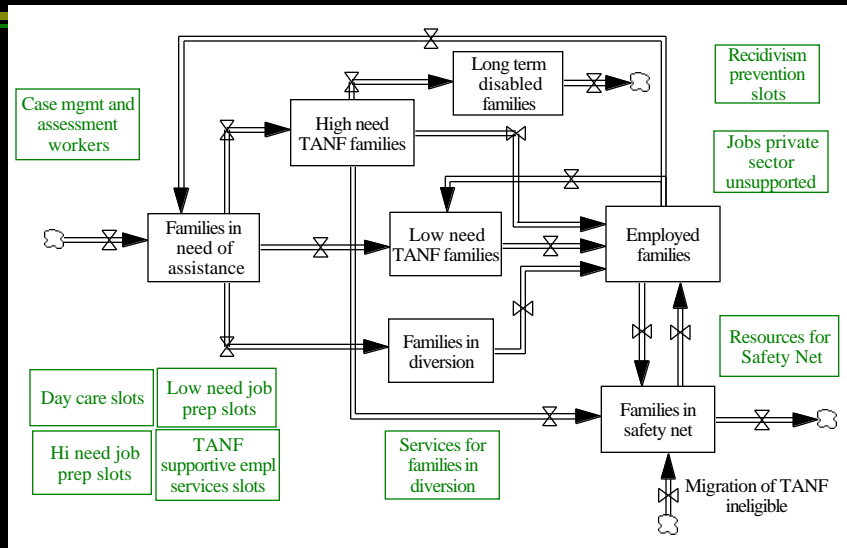 Long term
disabled
families
Recidivism
prevention
slots
Case mgmt and
assessment
workers
High need
TANF families
Jobs private
sector
unsupported
Families in
need of
assistance
Low need
TANF families
Employed
families
Families in
diversion
Resources for
Safety Net
Day care slots
Low need job
prep slots
Hi need job
prep slots
TANF
supportive empl
services slots
Services for
families in
diversion
Families in
safety net
Migration of TANF
ineligible